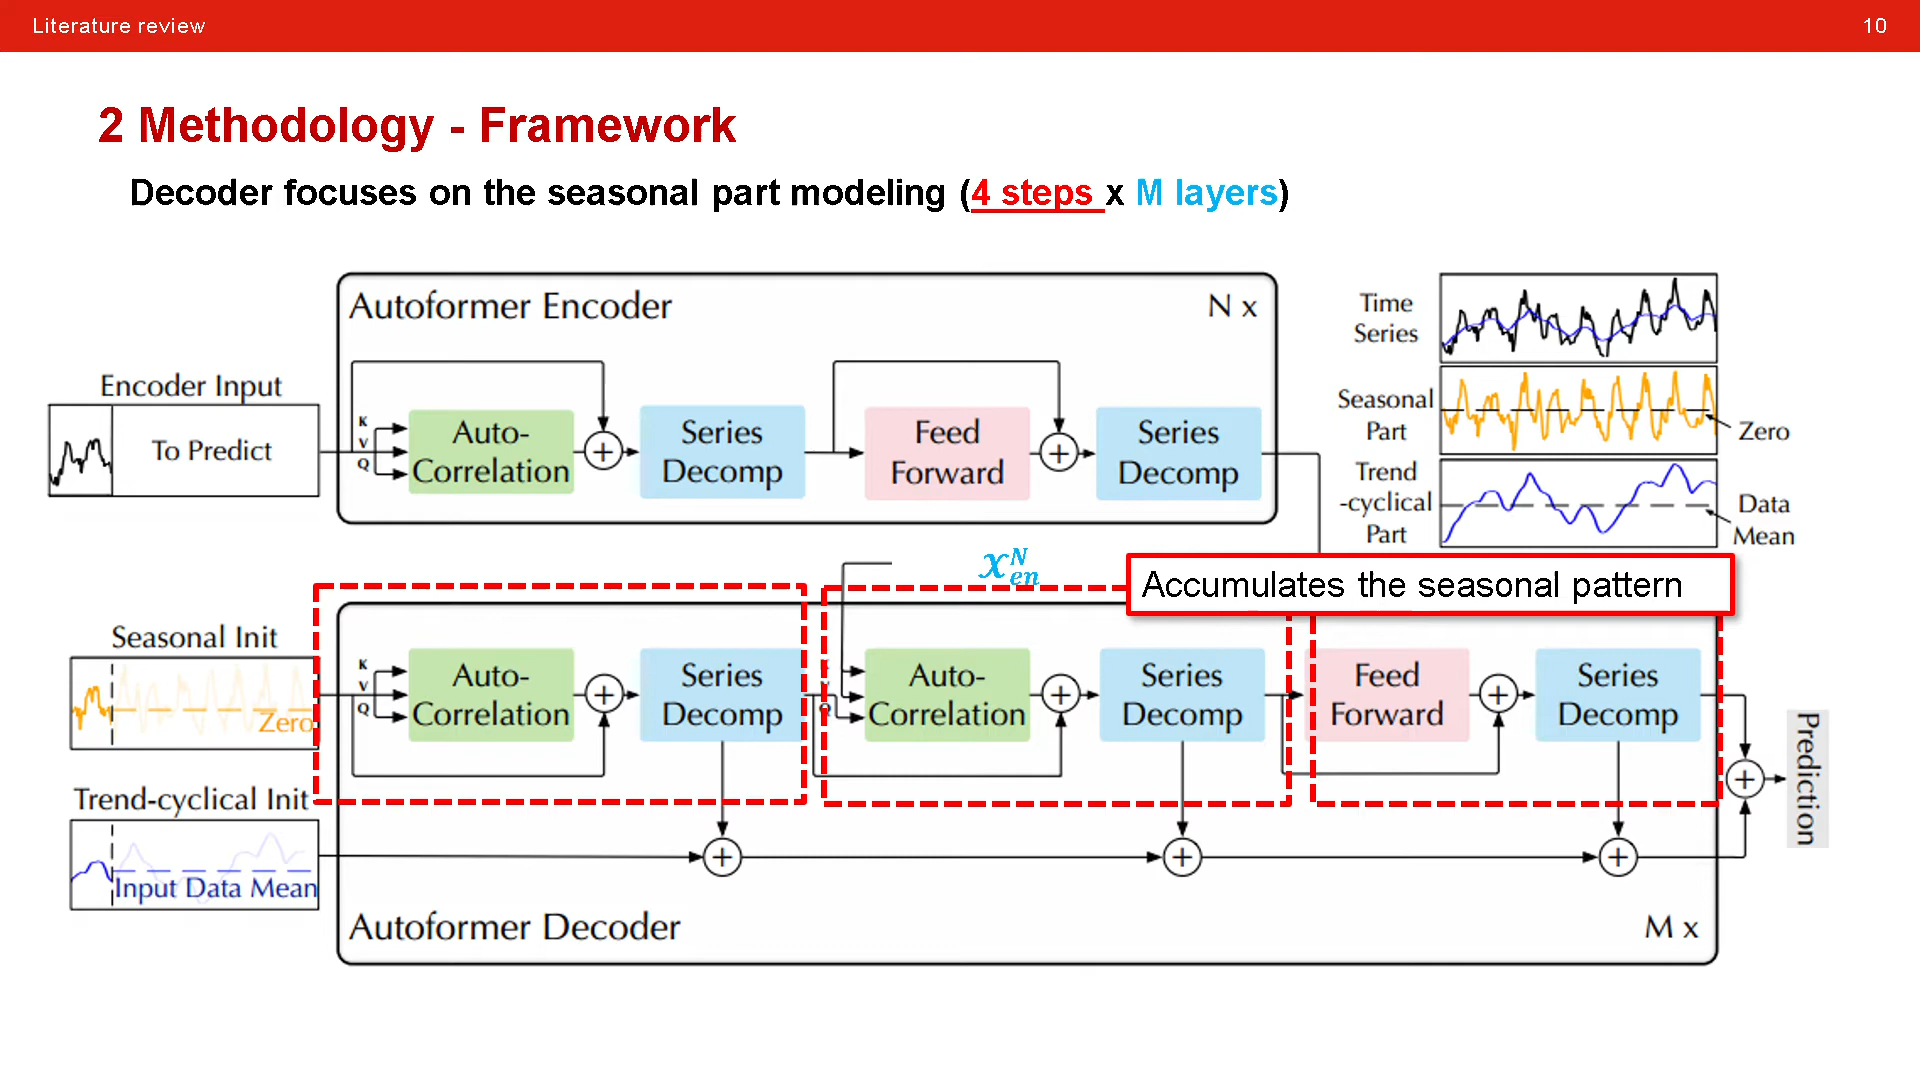 Literature review
10
2 Methodology - Framework
Decoder focuses on the seasonal part modeling (4 steps x M layers)
Autoformer Encoder
N x
Encoder Input
To Predict
K
V
Q
Auto-
Correlation
+
Series
Decomp
Feed
Forward
+
Series
Decomp
Time
Series
Seasonal
Part
Zero
Trend
-cyclical
Part
Data
Mean
𝒳ᴺₑₙ
Accumulates the seasonal pattern
Seasonal Init
Zero
K
V
Q
Auto-
Correlation
+
Series
Decomp
Q
Auto-
Correlation
+
Series
Decomp
Feed
Forward
+
Series
Decomp
+
Prediction
Trend-cyclical Init
Input Data Mean
+
+
+
Autoformer Decoder
M x